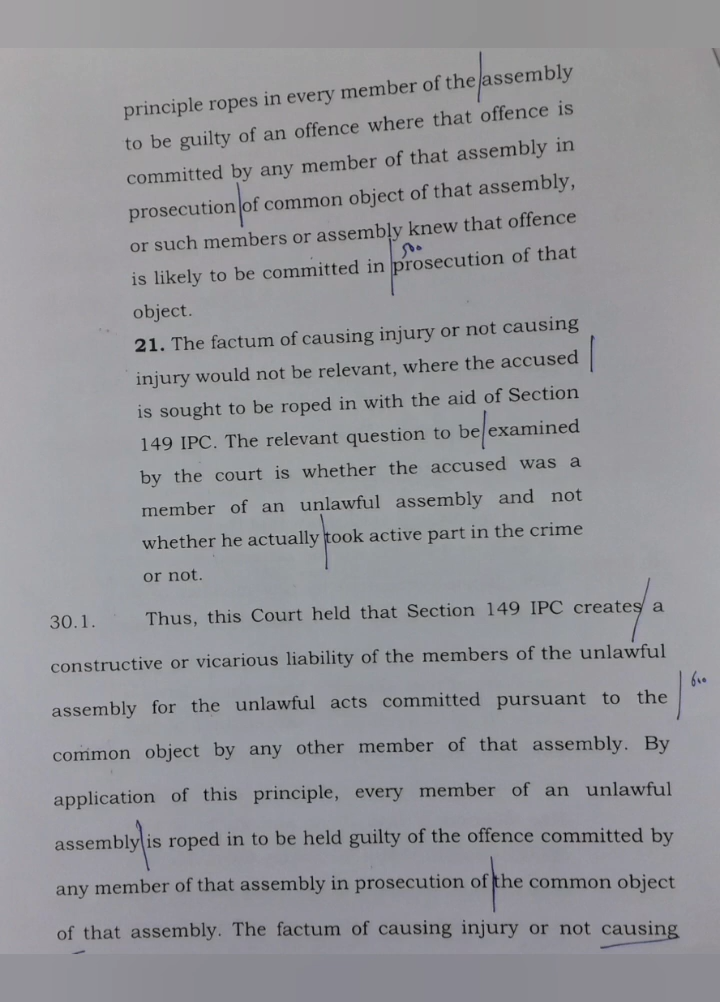 principle ropes in every member of the assembly
to be guilty of an offence where that offence is
committed by any member of that assembly in
prosecution of common object of that assembly,
or such members or assembly knew that offence
500
is likely to be committed in prosecution of that
object.
21. The factum of causing injury or not causing
injury would not be relevant, where the accused
is sought to be roped in with the aid of Section
149 IPC. The relevant question to be examined
by the court is whether the accused was a
member of an unlawful assembly and not
whether he actually took active part in the crime
or not.
30.1. Thus, this Court held that Section 149 IPC creates a
constructive or vicarious liability of the members of the unlawful
assembly for the unlawful acts committed pursuant to the
600
common object by any other member of that assembly. By
application of this principle, every member of an unlawful
assembly is roped in to be held guilty of the offence committed by
any member of that assembly in prosecution of the common object
of that assembly. The factum of causing injury or not causing